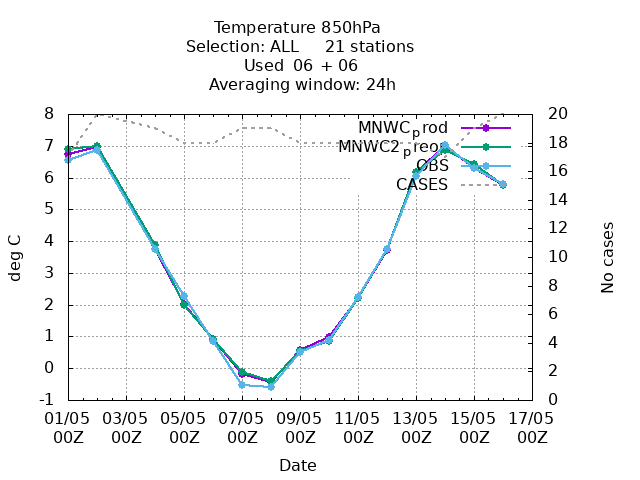 Temperature 850hPa
Selection: ALL 21 stations
Used 06 + 06
Averaging window: 24h
8
7
6
5
4
3
2
1
0
-1
20
18
16
14
12
10
8
6
4
2
0
MNWCprod
MNWC2preop
OBS
CASES
deg C
No cases
01/05 03/05 05/05 07/05 09/05 11/05 13/05 15/05 17/05
00Z 00Z 00Z 00Z 00Z 00Z 00Z 00Z 00Z
Date